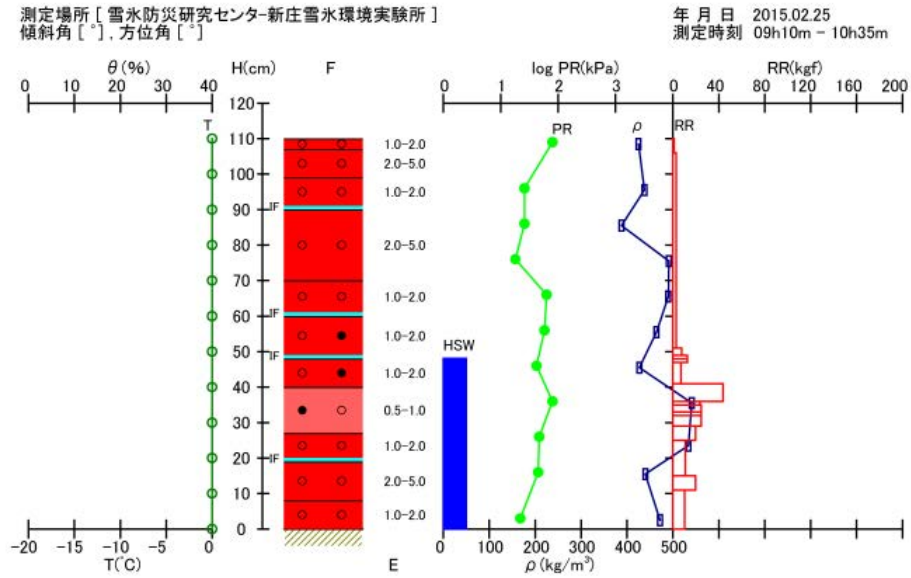 測定場所 [ 雪氷防災研究センタ-新庄雪氷環境実験所 ]
年 月 日 2015.02.25
傾斜角 [ ° ] , 方位角 [ ° ]
測定時刻 09h10m - 10h35m
θ(%) H(cm) F log PR(kPa) RR(kgf)
0 10 20 30 40 0 1 2 3 0 40 80 120 160 200
120
T PR ρ RR
110 1.0-2.0
2.0-5.0
100
1.0-2.0
IF 90
80 2.0-5.0
70
1.0-2.0
IF 60
1.0-2.0
IF 50 HSW
1.0-2.0
40
0.5-1.0
30
1.0-2.0
IF 20
2.0-5.0
10
1.0-2.0
0
-20 -15 -10 -5 0 0 100 200 300 400 500
T(°C) E ρ (kg/m³)